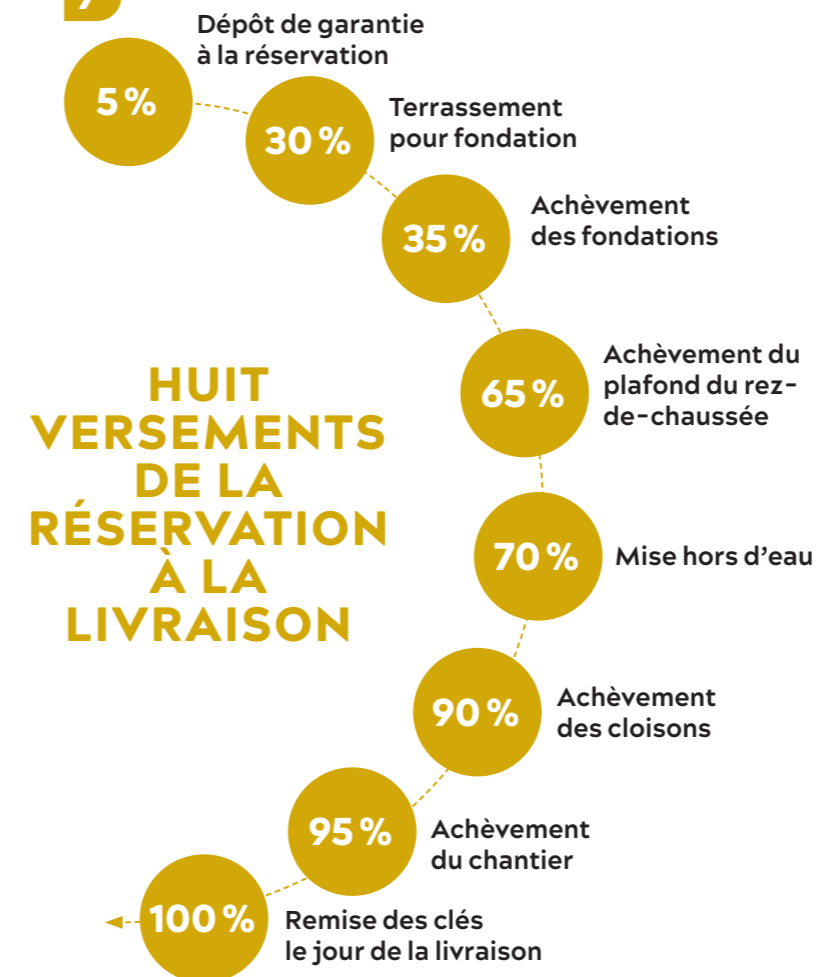 5 %
Dépôt de garantie
à la réservation
30 %
Terrassement
pour fondation
35 %
Achèvement
des fondations
65 %
Achèvement du
plafond du rez-
de-chaussée
HUIT
VERSEMENTS
DE LA
RÉSERVATION
À LA
LIVRAISON
70 %
Mise hors d’eau
90 %
Achèvement
des cloisons
95 %
Achèvement
du chantier
100 %
Remise des clés
le jour de la livraison